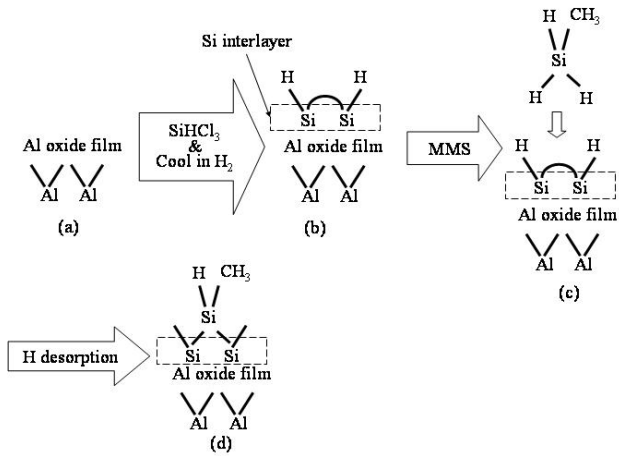 Si interlayer
H H
Si Si
Al oxide film
Al Al
(a)
SiHCl₃
&
Cool in H₂
Al oxide film
Al Al
(b)
MMS
H CH₃
Si
H H
H H
Si Si
Al oxide film
Al Al
(c)
H desorption
H CH₃
Si
Si Si
Al oxide film
Al Al
(d)